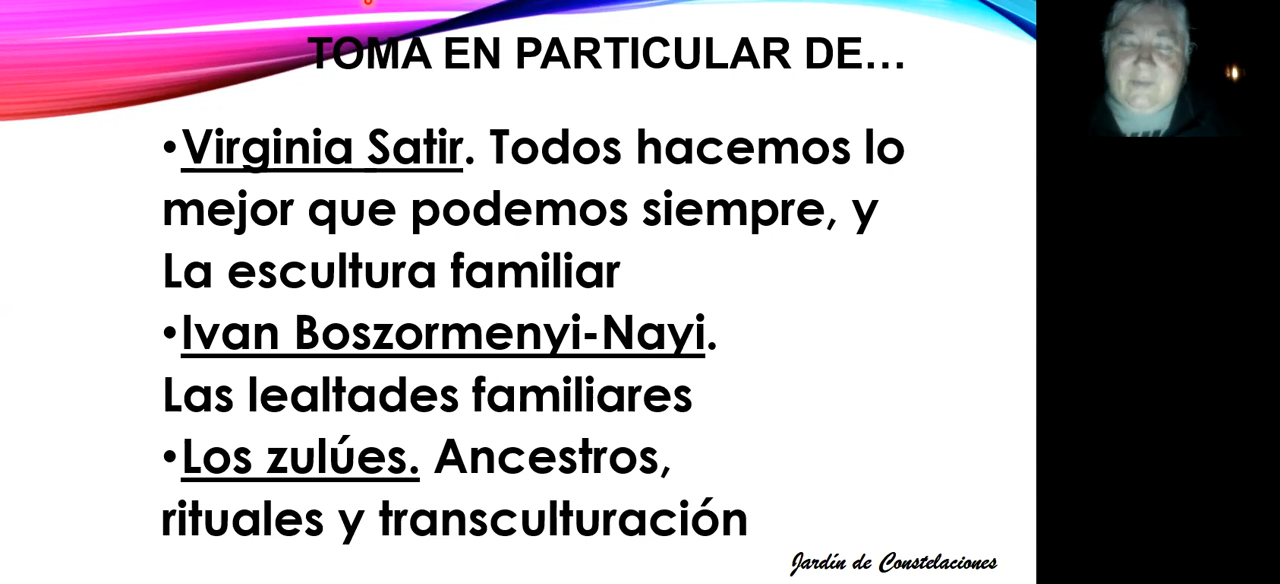 TOMA EN PARTICULAR DE…
•Virginia Satir. Todos hacemos lo
mejor que podemos siempre, y
La escultura familiar
•Ivan Boszormenyi-Nayi.
Las lealtades familiares
•Los zulúes. Ancestros,
rituales y transculturación
Jardín de Constelaciones